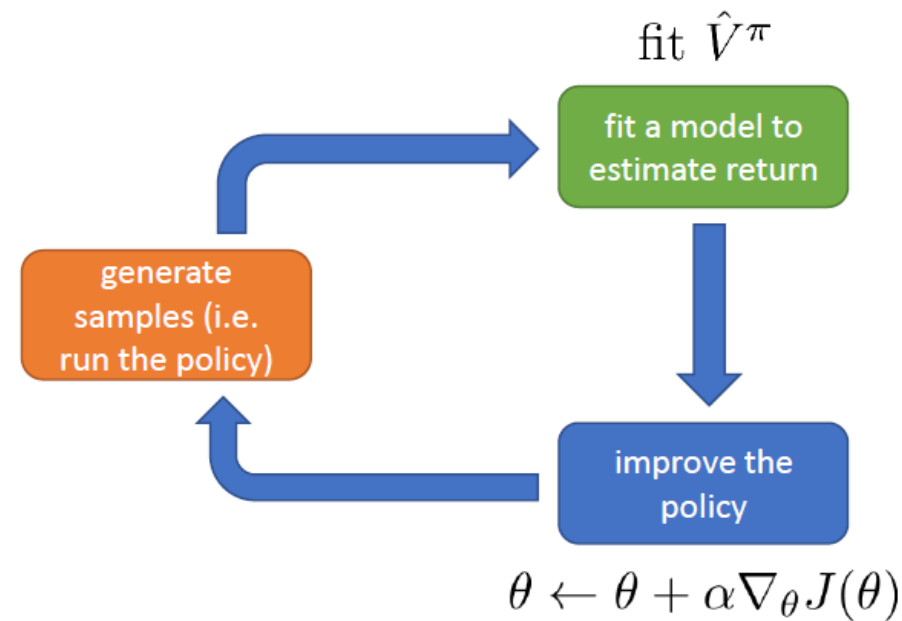 fit V̂^π
fit a model to
estimate return
generate
samples (i.e.
run the policy)
improve the
policy
θ ← θ + α∇_θ J(θ)